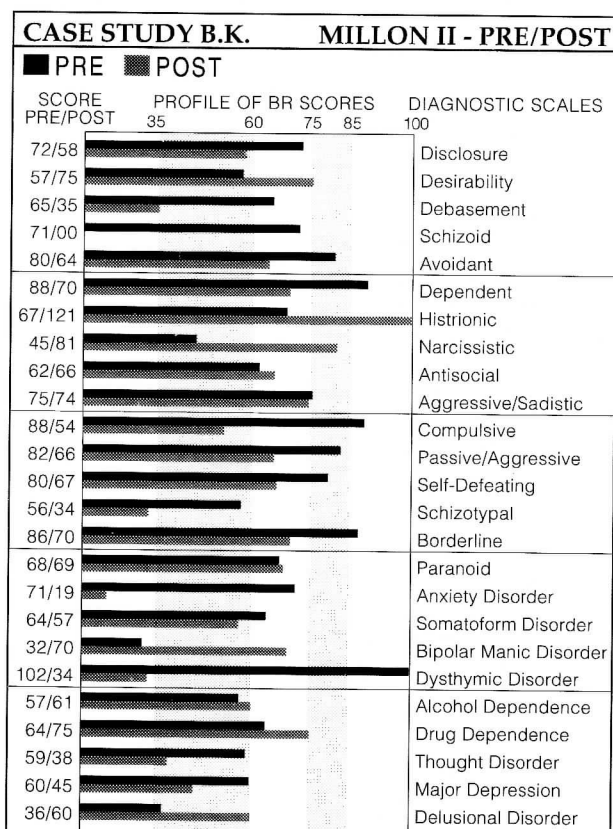 CASE STUDY B.K. MILLON II - PRE/POST
PRE POST
SCORE PROFILE OF BR SCORES DIAGNOSTIC SCALES
PRE/POST 35 60 75 85 100
72/58 Disclosure
57/75 Desirability
65/35 Debasement
71/00 Schizoid
80/64 Avoidant
88/70 Dependent
67/121 Histrionic
45/81 Narcissistic
62/66 Antisocial
75/74 Aggressive/Sadistic
88/54 Compulsive
82/66 Passive/Aggressive
80/67 Self-Defeating
56/34 Schizotypal
86/70 Borderline
68/69 Paranoid
71/19 Anxiety Disorder
64/57 Somatoform Disorder
32/70 Bipolar Manic Disorder
102/34 Dysthymic Disorder
57/61 Alcohol Dependence
64/75 Drug Dependence
59/38 Thought Disorder
60/45 Major Depression
36/60 Delusional Disorder